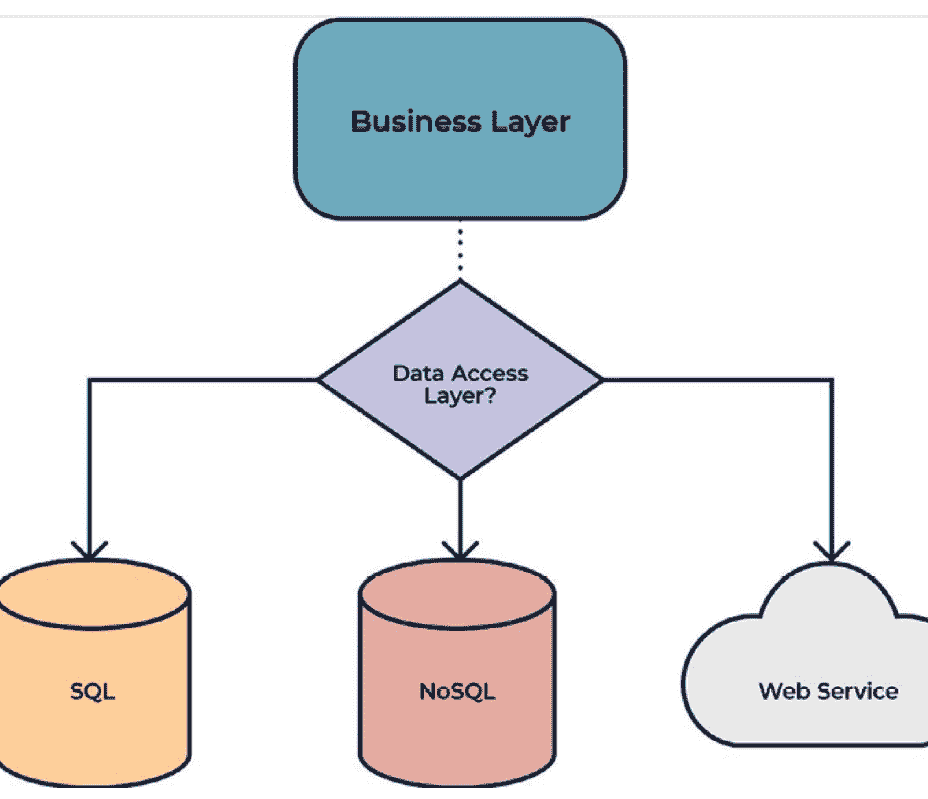 Business Layer
Data Access
Layer?
SQL
NoSQL
Web Service